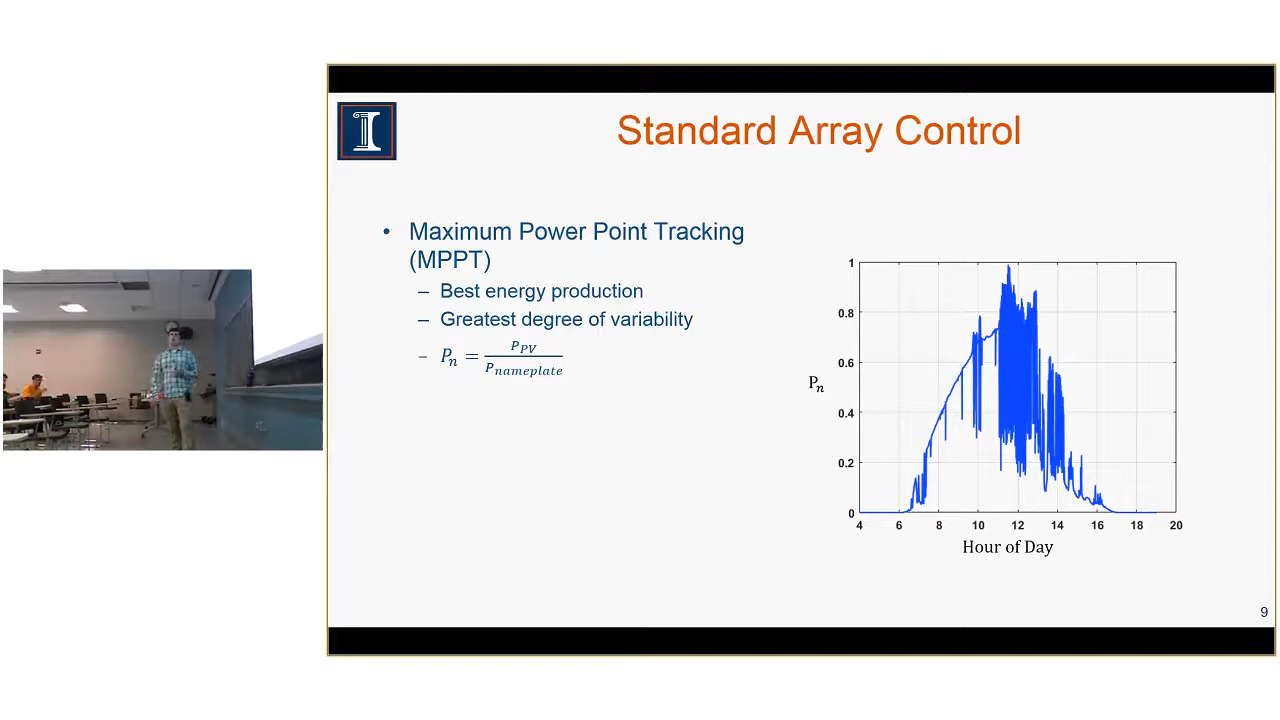 Standard Array Control
• Maximum Power Point Tracking
(MPPT)
– Best energy production
– Greatest degree of variability
– Pₙ = P_PV / P_nameplate
1
0.8
0.6
0.4
0.2
0
Pₙ
4 6 8 10 12 14 16 18 20
Hour of Day
9